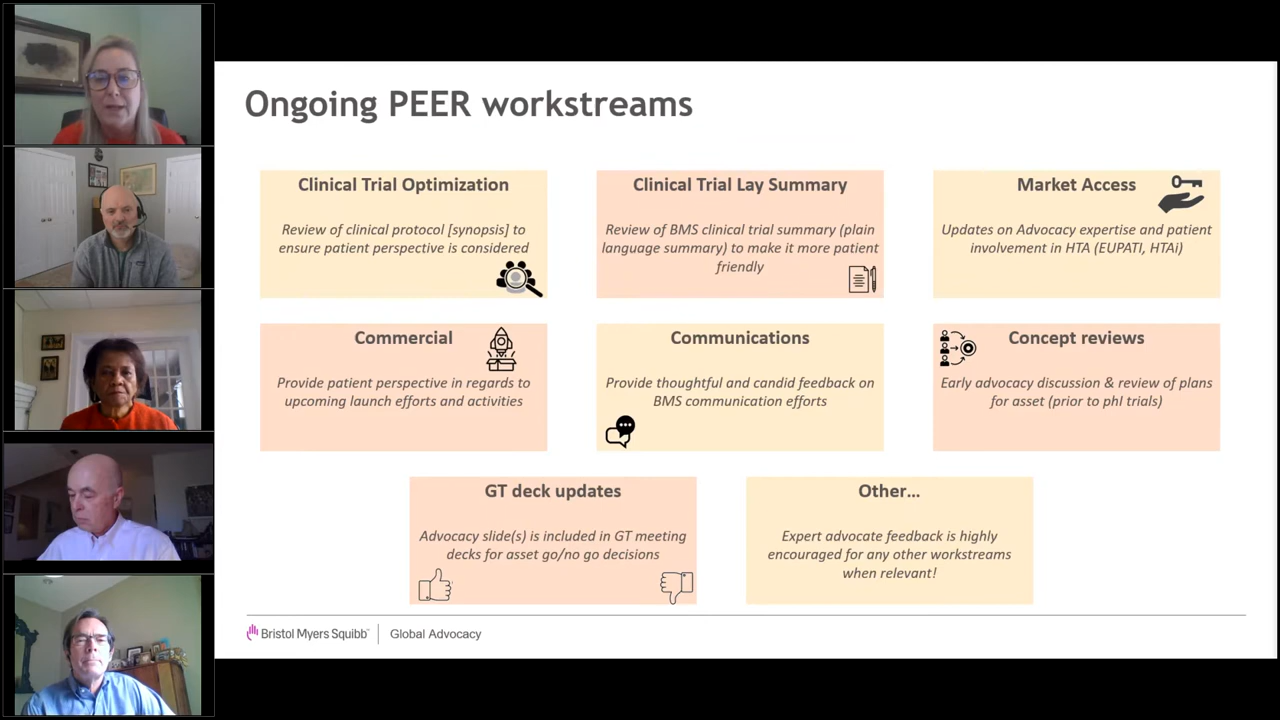 Ongoing PEER workstreams
Clinical Trial Optimization
Review of clinical protocol [synopsis] to
ensure patient perspective is considered
Clinical Trial Lay Summary
Review of BMS clinical trial summary (plain
language summary) to make it more patient
friendly
Market Access
Updates on Advocacy expertise and patient
involvement in HTA (EUPATI, HTAi)
Commercial
Provide patient perspective in regards to
upcoming launch efforts and activities
Communications
Provide thoughtful and candid feedback on
BMS communication efforts
Concept reviews
Early advocacy discussion & review of plans
for asset (prior to phI trials)
GT deck updates
Advocacy slide(s) is included in GT meeting
decks for asset go/no go decisions
Other...
Expert advocate feedback is highly
encouraged for any other workstreams
when relevant!
Bristol Myers Squibb™ | Global Advocacy